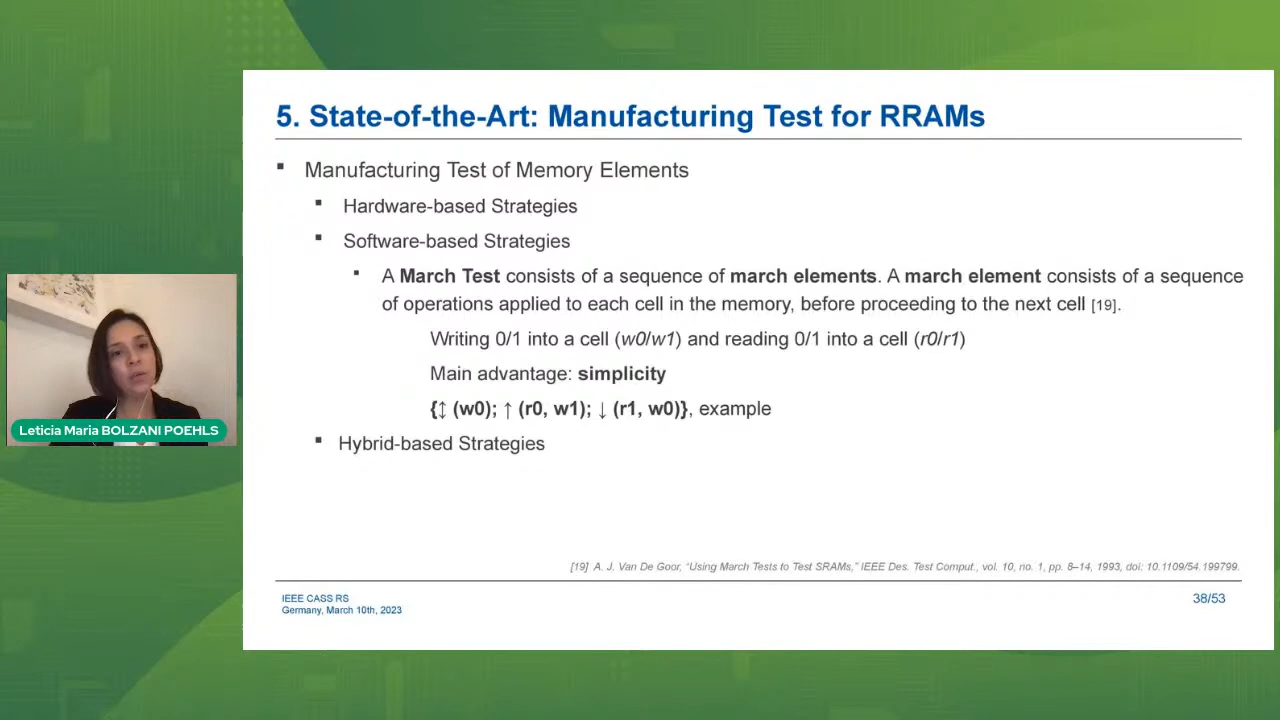 5. State-of-the-Art: Manufacturing Test for RRAMs
▪ Manufacturing Test of Memory Elements
▪ Hardware-based Strategies
▪ Software-based Strategies
▪ A March Test consists of a sequence of march elements. A march element consists of a sequence
of operations applied to each cell in the memory, before proceeding to the next cell [19].
Writing 0/1 into a cell (w0/w1) and reading 0/1 into a cell (r0/r1)
Main advantage: simplicity
{↕ (w0); ↑ (r0, w1); ↓ (r1, w0)}, example
▪ Hybrid-based Strategies
[19] A. J. Van De Goor, “Using March Tests to Test SRAMs,” IEEE Des. Test Comput., vol. 10, no. 1, pp. 8–14, 1993, doi: 10.1109/54.199799.
IEEE CASS RS
Germany, March 10th, 2023
38/53
Leticia Maria BOLZANI POEHLS